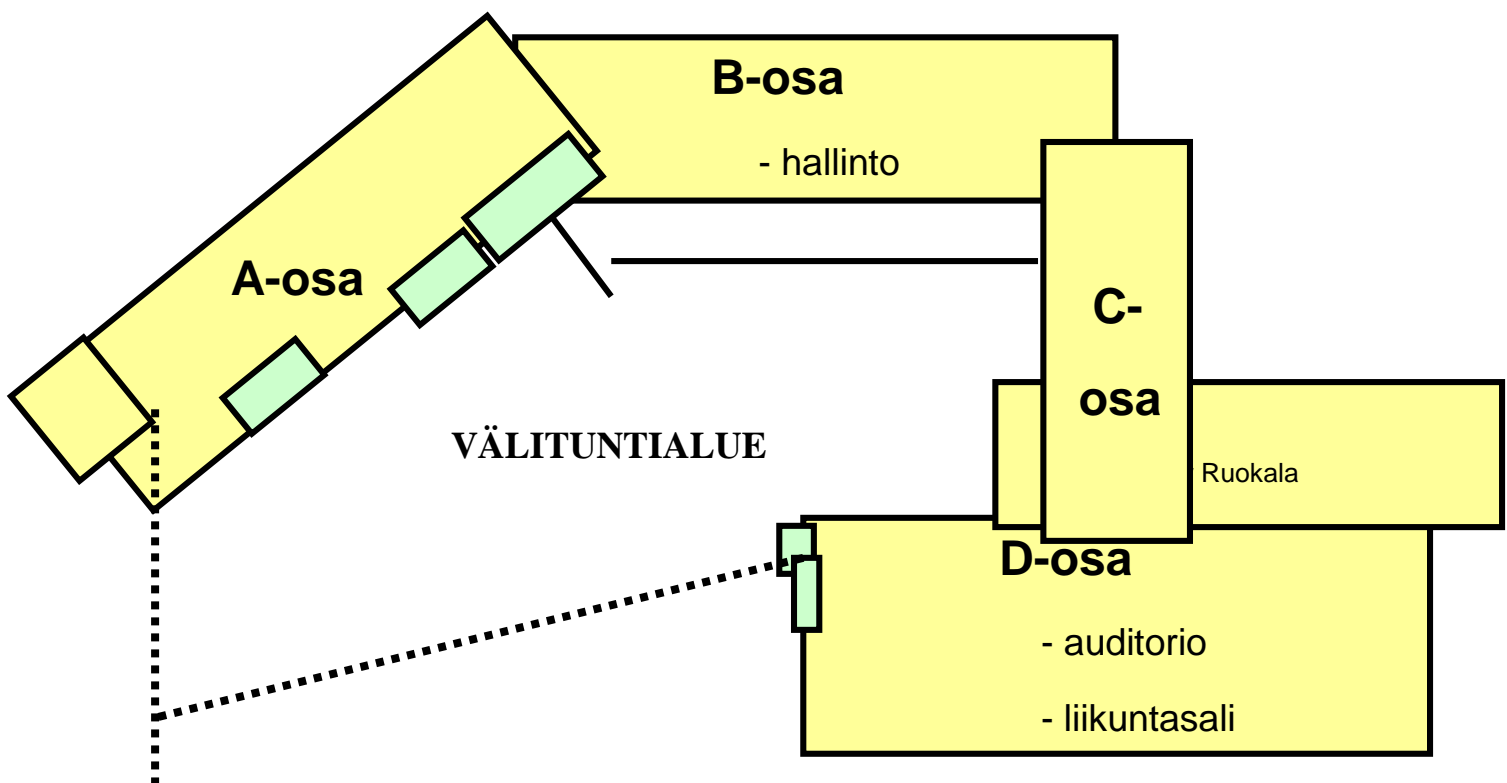 B-osa
- hallinto
A-osa
C-
osa
VÄLITUNTIALUE
Ruokala
D-osa
- auditorio
- liikuntasali